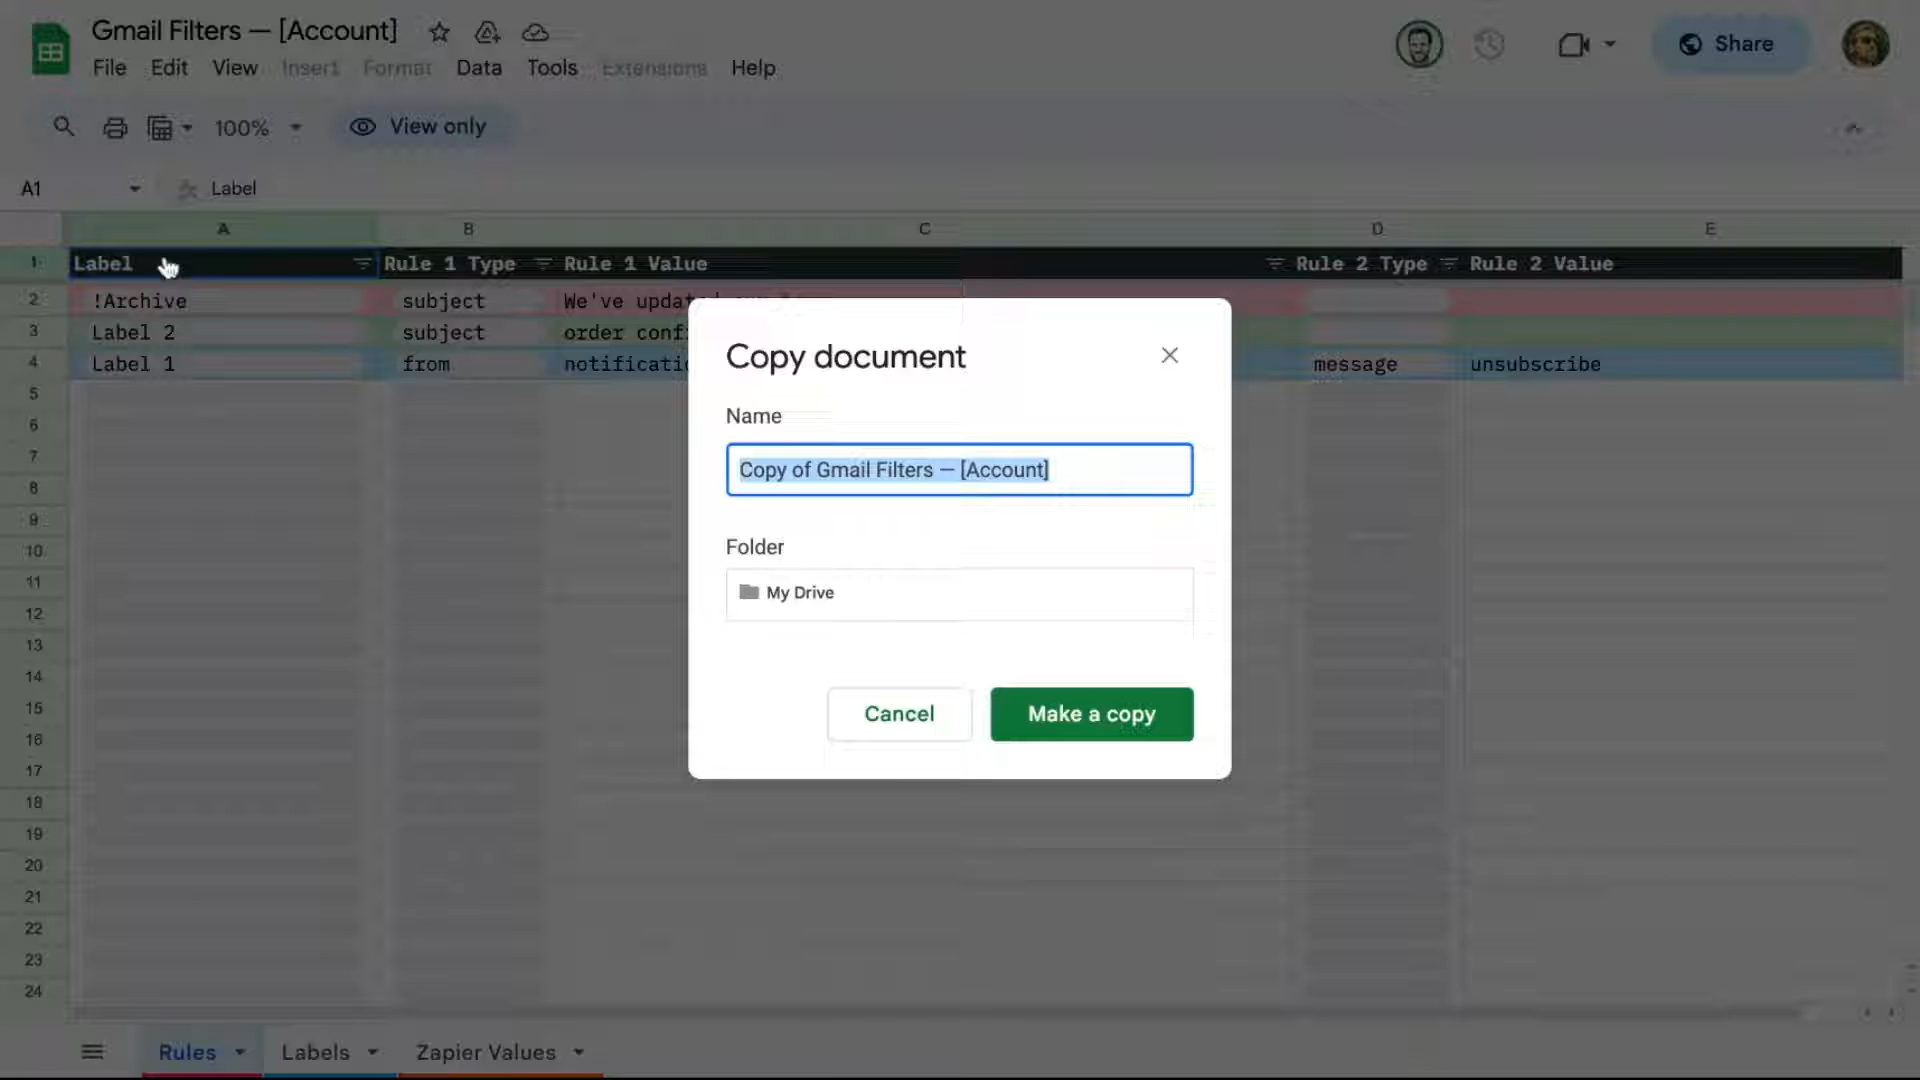 Gmail Filters — [Account]
File Edit View Insert Format Data Tools Extensions Help
Share
100%
View only
A1
Label
A B C D E
1 Label Rule 1 Type Rule 1 Value Rule 2 Type Rule 2 Value
2 !Archive subject We've updated
3 Label 2 subject order conf
4 Label 1 from notificatio message unsubscribe
5
6
7
8
9
10
11
12
13
14
15
16
17
18
19
20
21
22
23
24
Copy document
Name
Copy of Gmail Filters — [Account]
Folder
My Drive
Cancel Make a copy
Rules Labels Zapier Values